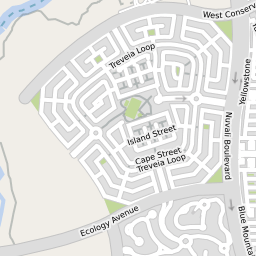 West Conserv
Treveia Loop
Yellowstone
Nuvali Boulevard
Island Street
Cape Street
Treveia Loop
Ecology Avenue
Blue Mounta